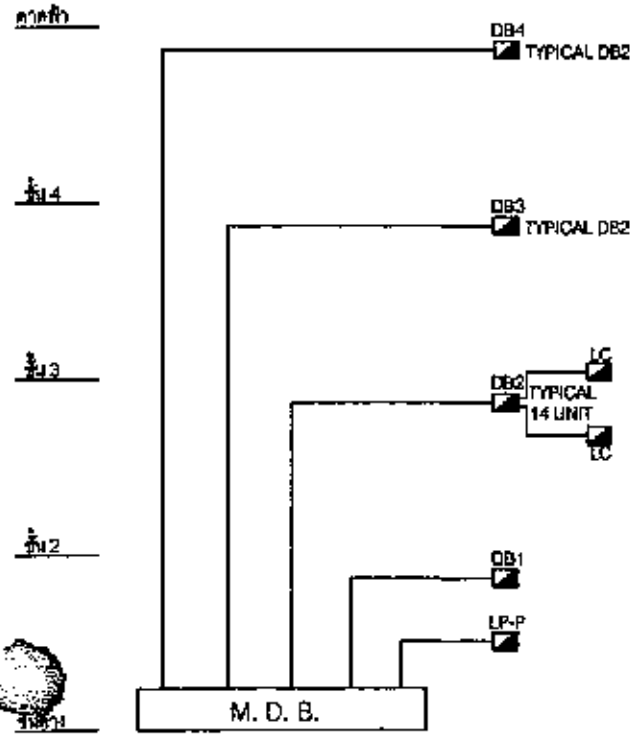 ดาดฟ้า
DB4
TYPICAL DB2
ชั้น 4
DB3
TYPICAL DB2
ชั้น 3
LC
DB2
TYPICAL
14 UNIT
LC
ชั้น 2
DB1
LP-P
M. D. B.